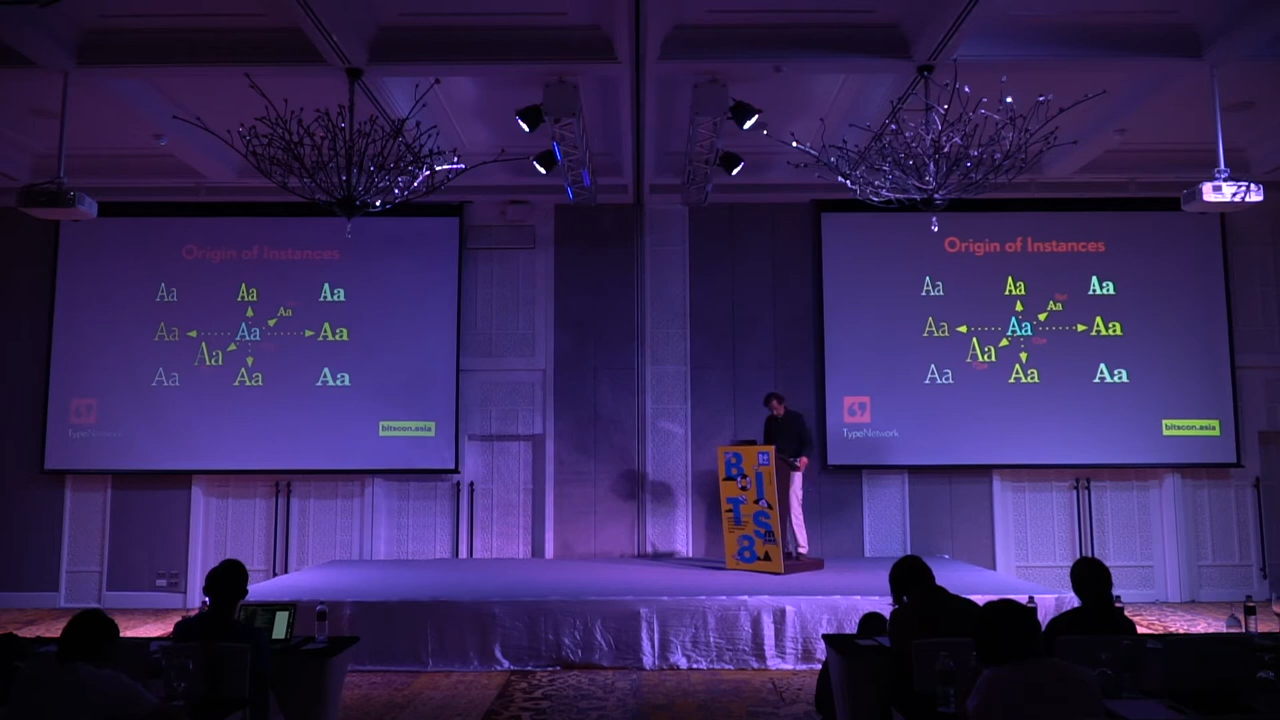 Origin of Instances
Aa Aa Aa
Aa
Aa Aa Aa
Aa
Aa Aa Aa
TypeNetwork
bitscon.asia
Origin of Instances
Aa Aa Aa
Aa
Aa Aa Aa
Aa
Aa Aa Aa
TypeNetwork
bitscon.asia
B
I
T
S
8